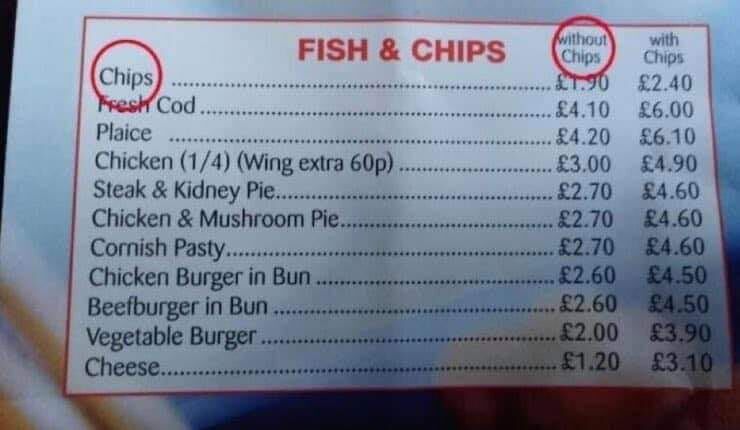 FISH & CHIPS without Chips with Chips
Chips ........ £1.90 £2.40
Fresh Cod ........ £4.10 £6.00
Plaice ........ £4.20 £6.10
Chicken (1/4) (Wing extra 60p) ........ £3.00 £4.90
Steak & Kidney Pie........ £2.70 £4.60
Chicken & Mushroom Pie........ £2.70 £4.60
Cornish Pasty........ £2.70 £4.60
Chicken Burger in Bun ........ £2.60 £4.50
Beefburger in Bun ........ £2.60 £4.50
Vegetable Burger ........ £2.00 £3.90
Cheese........ £1.20 £3.10